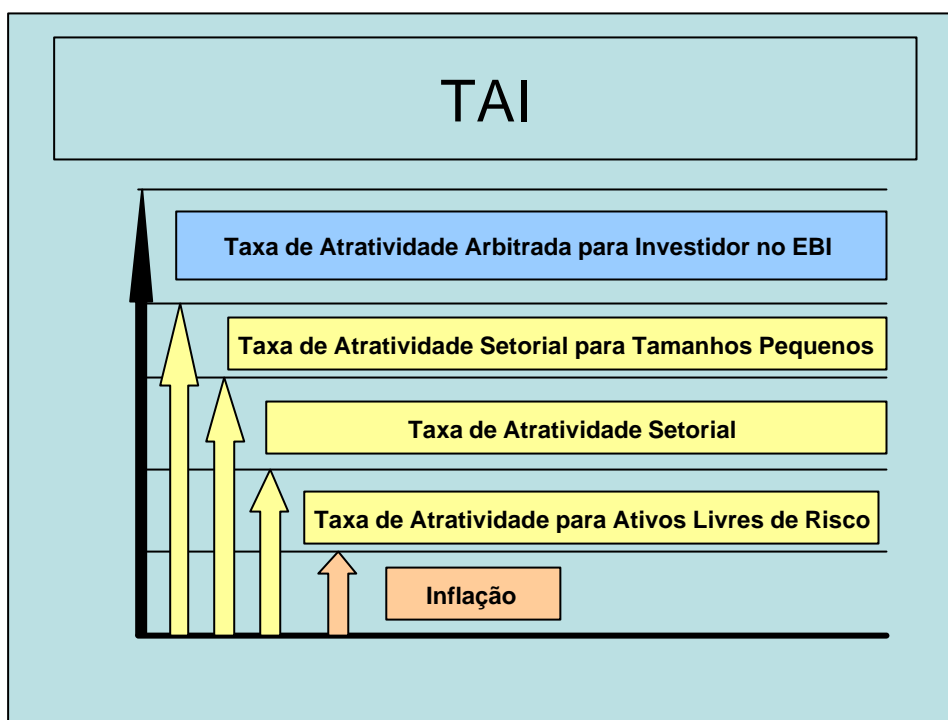 TAI
Taxa de Atratividade Arbitrada para Investidor no EBI
Taxa de Atratividade Setorial para Tamanhos Pequenos
Taxa de Atratividade Setorial
Taxa de Atratividade para Ativos Livres de Risco
Inflação